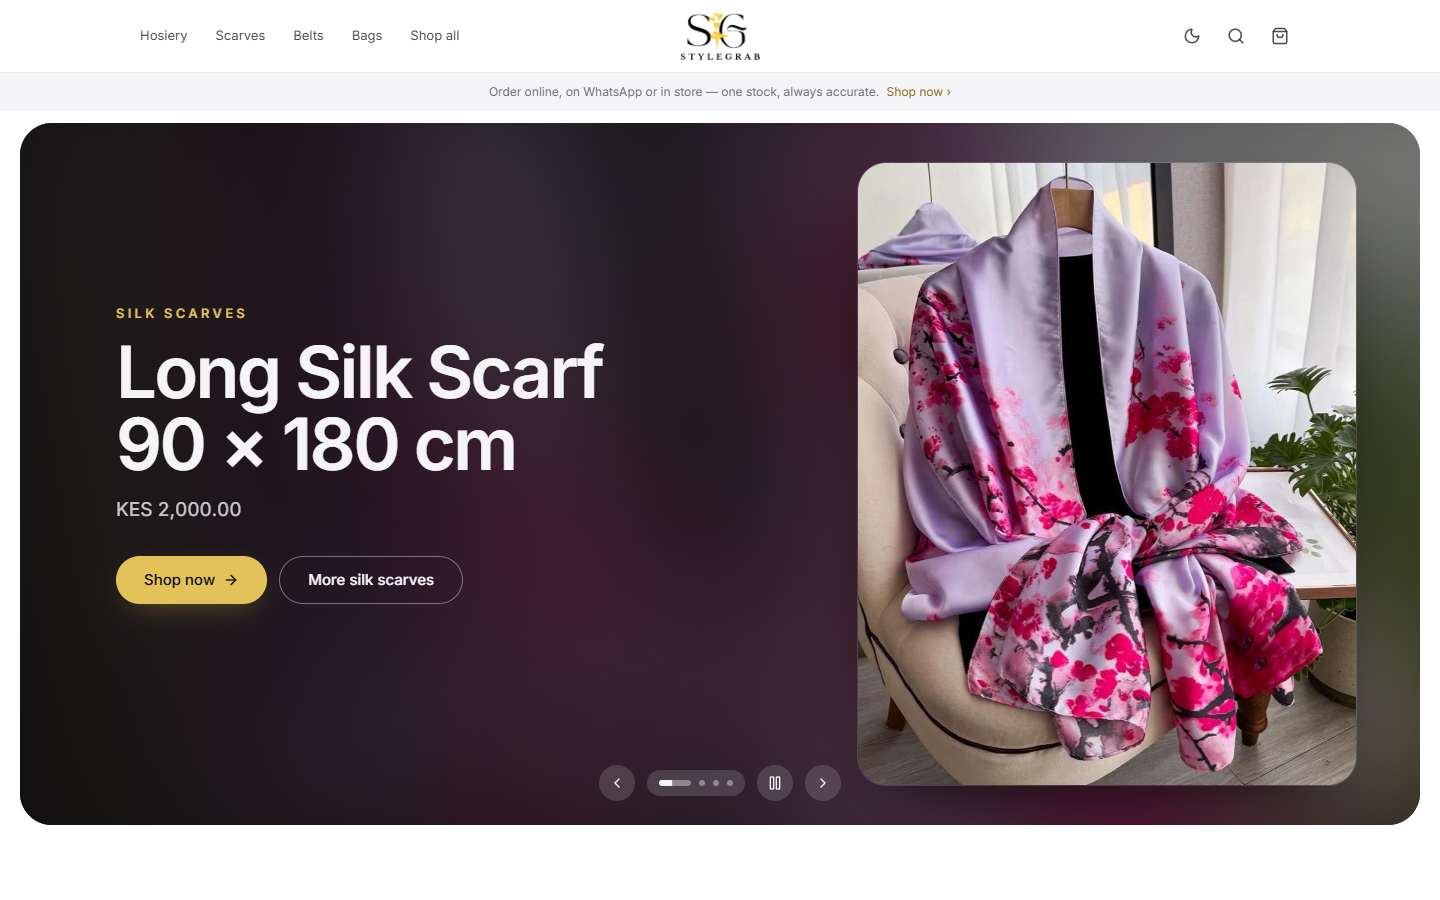 Hosiery
Scarves
Belts
Bags
Shop all
SG
STYLEGRAB
Order online, on WhatsApp or in store — one stock, always accurate. Shop now ›
SILK SCARVES
Long Silk Scarf
90 × 180 cm
KES 2,000.00
Shop now →
More silk scarves